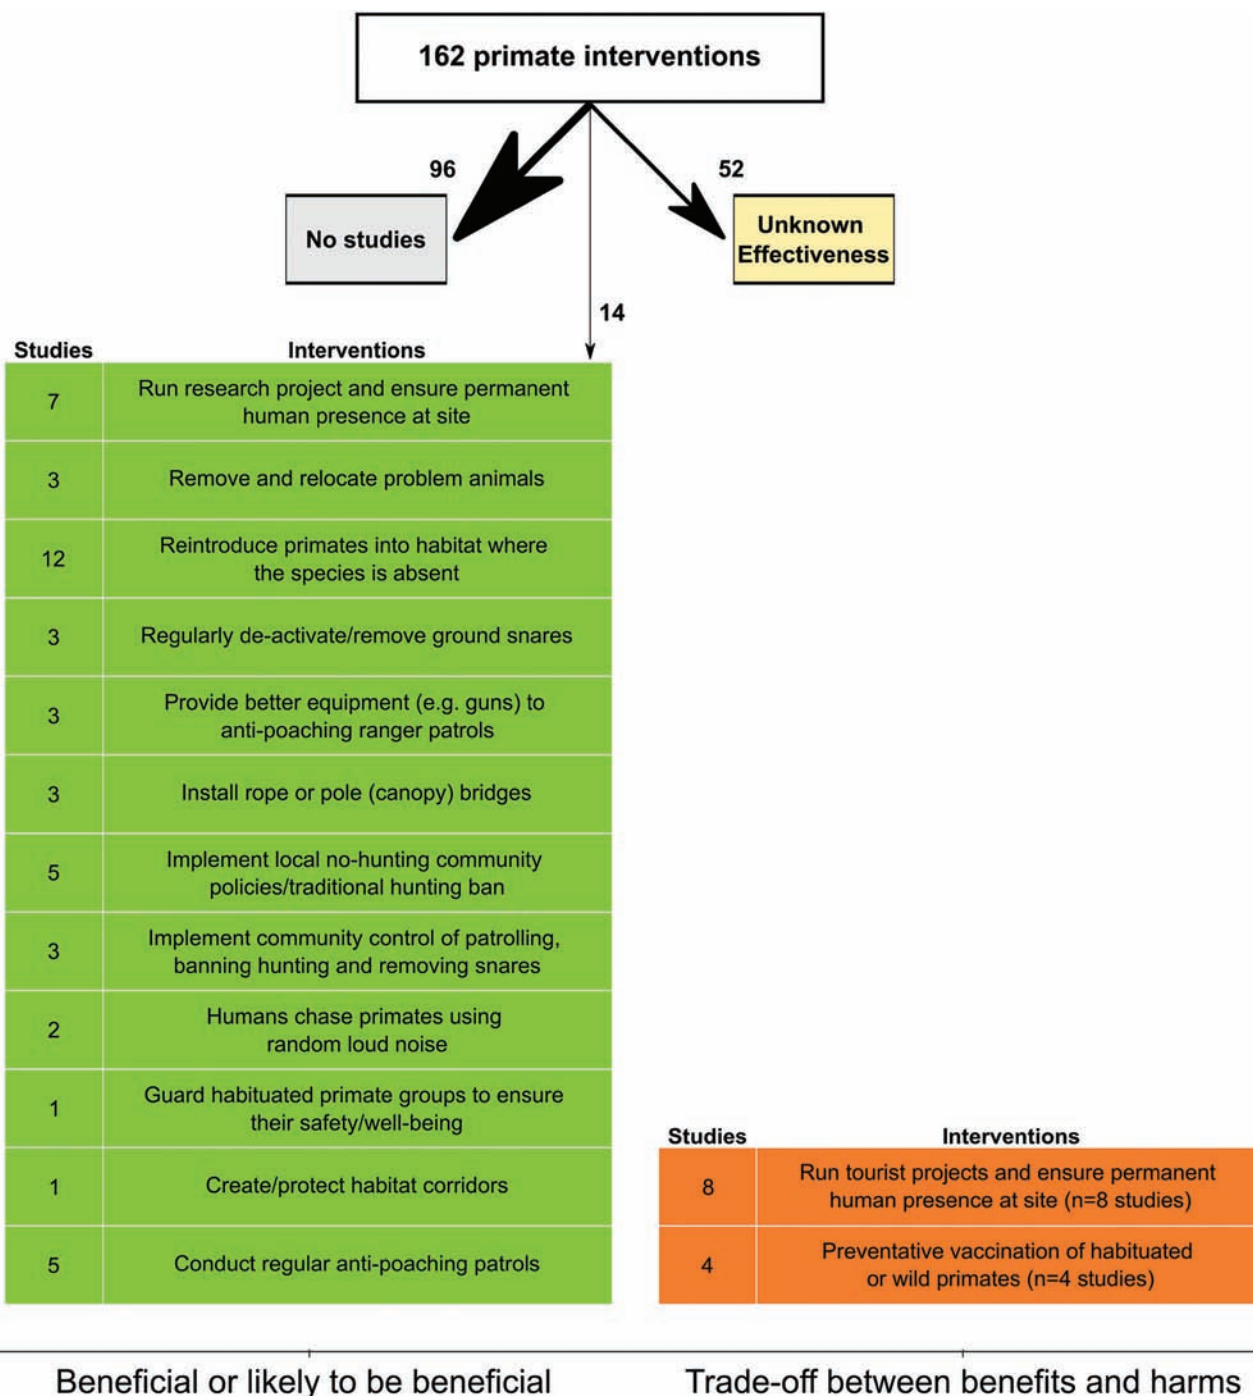 162 primate interventions
96
52
No studies
Unknown
Effectiveness
14
Studies Interventions
7 Run research project and ensure permanent
human presence at site
3 Remove and relocate problem animals
12 Reintroduce primates into habitat where
the species is absent
3 Regularly de-activate/remove ground snares
3 Provide better equipment (e.g. guns) to
anti-poaching ranger patrols
3 Install rope or pole (canopy) bridges
5 Implement local no-hunting community
policies/traditional hunting ban
3 Implement community control of patrolling,
banning hunting and removing snares
2 Humans chase primates using
random loud noise
1 Guard habituated primate groups to ensure
their safety/well-being
1 Create/protect habitat corridors
5 Conduct regular anti-poaching patrols
Studies Interventions
8 Run tourist projects and ensure permanent
human presence at site (n=8 studies)
4 Preventative vaccination of habituated
or wild primates (n=4 studies)
Beneficial or likely to be beneficial
Trade-off between benefits and harms